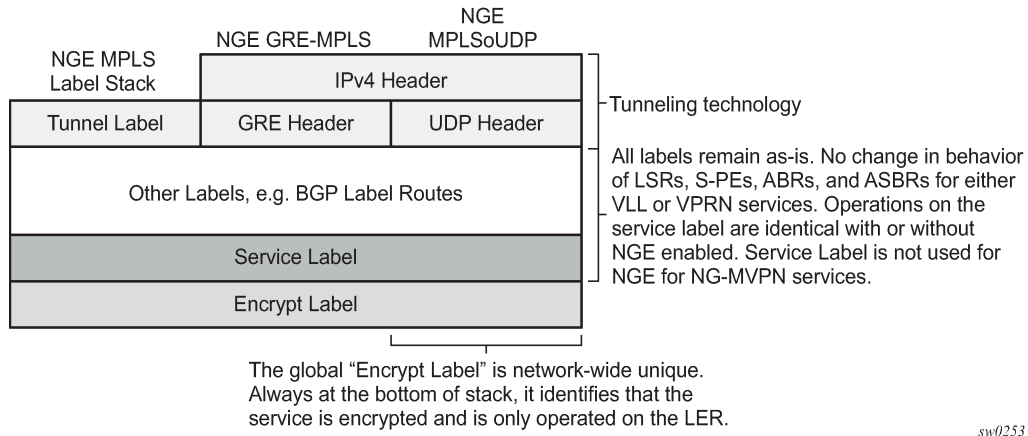 NGE MPLS
Label Stack
NGE GRE-MPLS
NGE
MPLSoUDP
IPv4 Header
Tunnel Label
GRE Header
UDP Header
Tunneling technology
Other Labels, e.g. BGP Label Routes
Service Label
Encrypt Label
All labels remain as-is. No change in behavior
of LSRs, S-PEs, ABRs, and ASBRs for either
VLL or VPRN services. Operations on the
service label are identical with or without
NGE enabled. Service Label is not used for
NGE for NG-MVPN services.
The global “Encrypt Label” is network-wide unique.
Always at the bottom of stack, it identifies that the
service is encrypted and is only operated on the LER.
sw0253